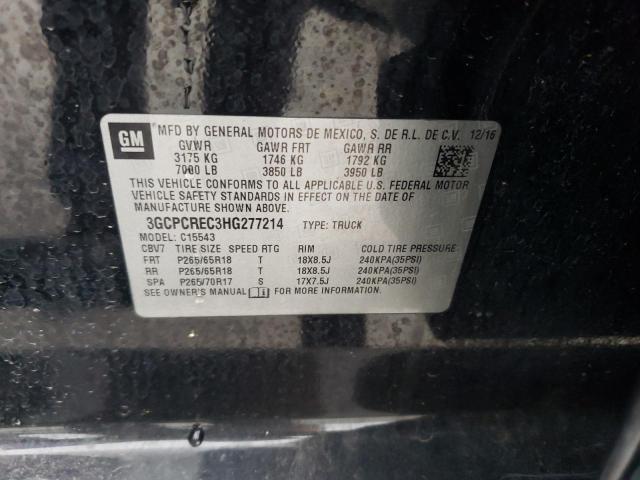 GM
MFD BY GENERAL MOTORS DE MEXICO, S. DE R.L. DE C.V. 12/16
GVWR GAWR FRT GAWR RR
3175 KG 1746 KG 1792 KG
7000 LB 3850 LB 3950 LB
THIS VEHICLE CONFORMS TO ALL APPLICABLE U.S. FEDERAL MOTOR
VEHICLE SAFETY STANDARDS IN EFFECT ON THE DATE OF
MANUFACTURE SHOWN ABOVE.
3GCPCREC3HG277214 TYPE: TRUCK
MODEL: C15543
CBV7 TIRE SIZE SPEED RTG RIM COLD TIRE PRESSURE
FRT P265/65R18 T 18X8.5J 240KPA(35PSI)
RR P265/65R18 T 18X8.5J 240KPA(35PSI)
SPA P265/70R17 S 17X7.5J 240KPA(35PSI)
SEE OWNER'S MANUAL FOR MORE INFORMATION.